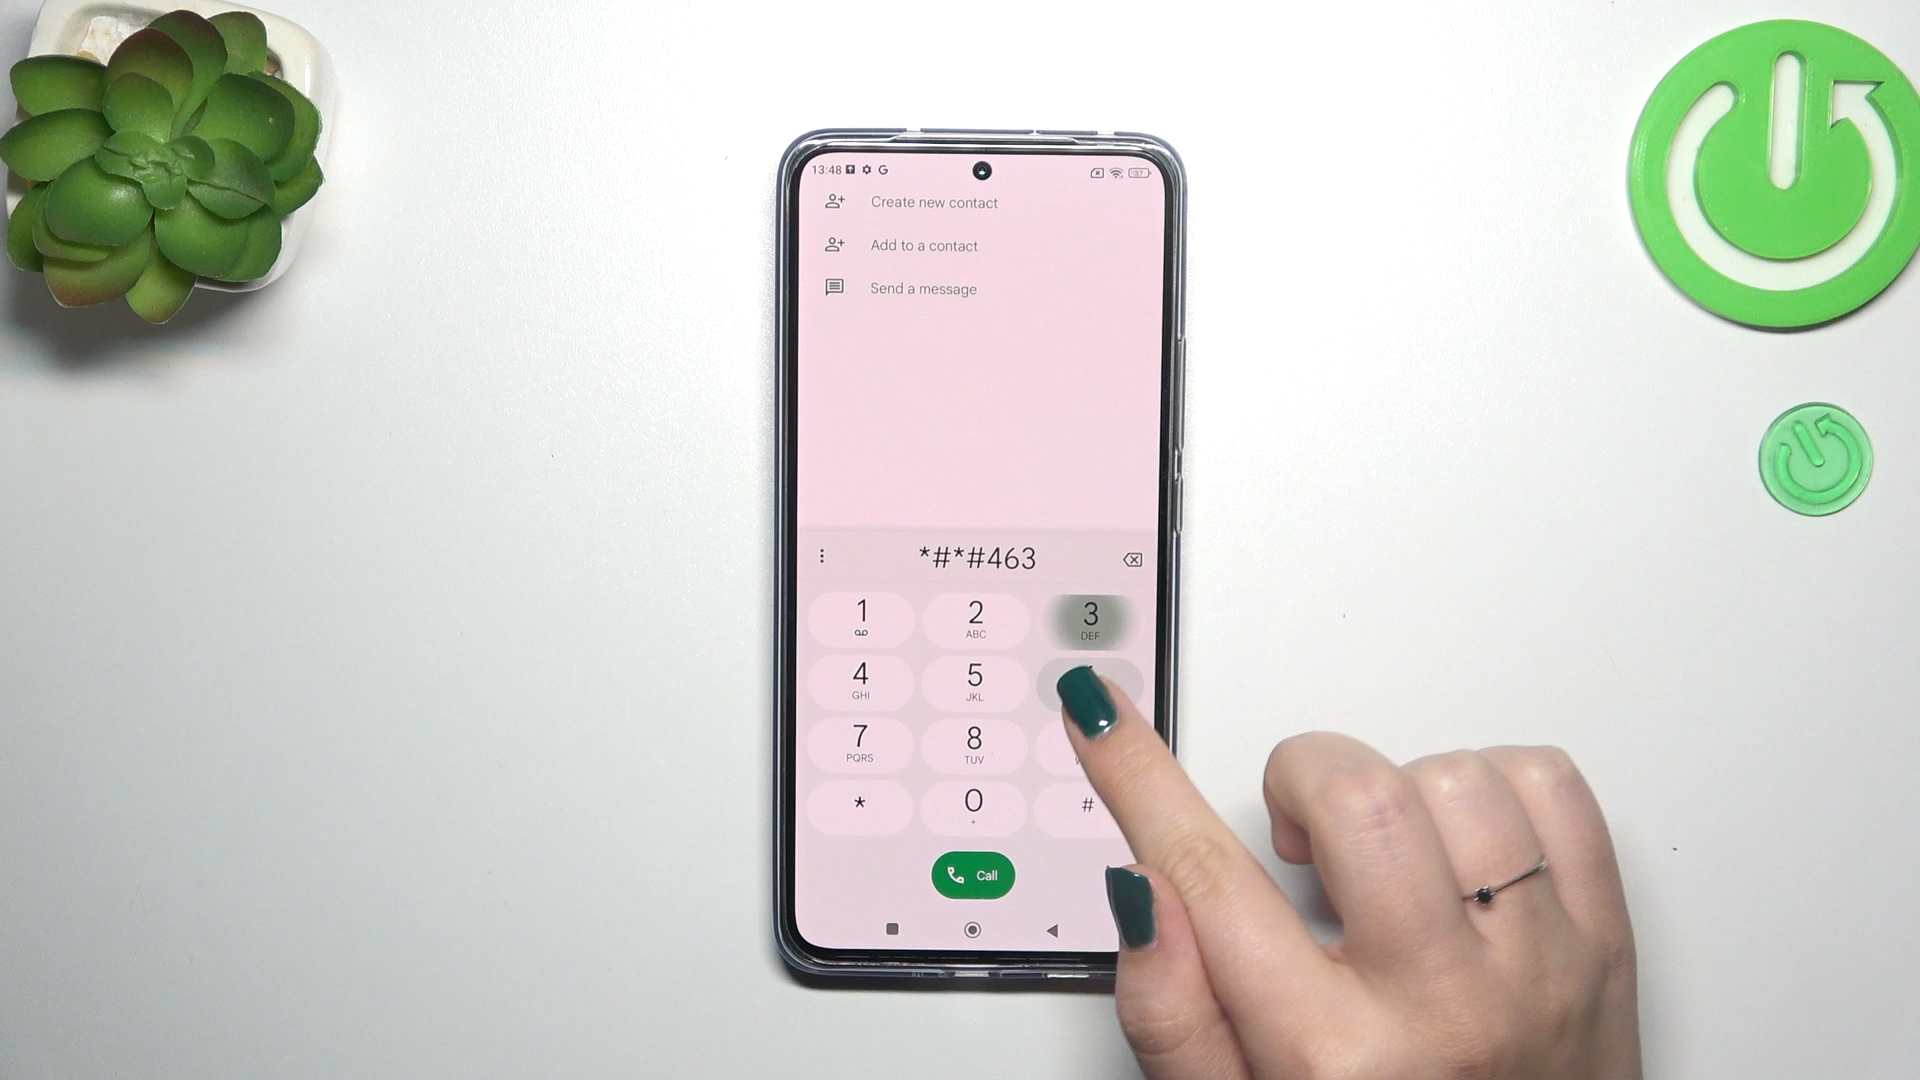 13:48 G 37
Create new contact
Add to a contact
Send a message
*#*#463
1 2 3
ABC DEF
4 5
GHI JKL
7 8
PQRS TUV W
* 0 #
+
Call